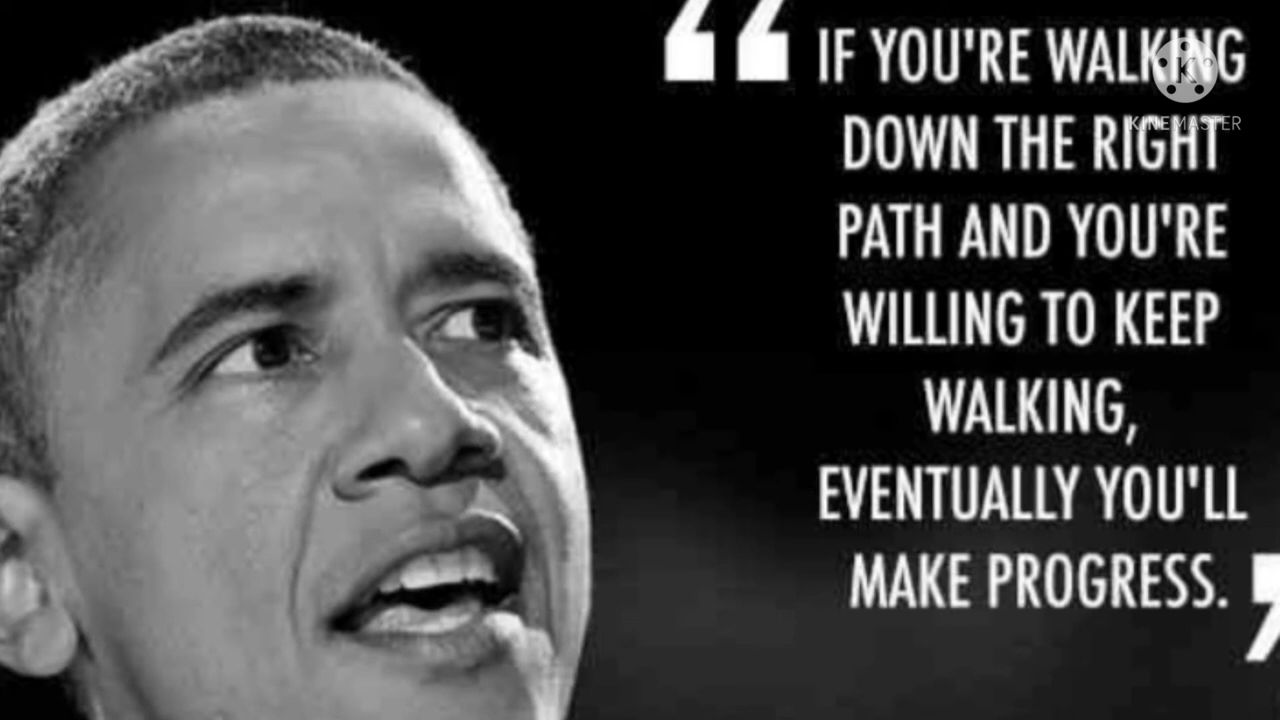 “ IF YOU'RE WALKING
DOWN THE RIGHT
PATH AND YOU'RE
WILLING TO KEEP
WALKING,
EVENTUALLY YOU'LL
MAKE PROGRESS. ”
K
KINEMASTER